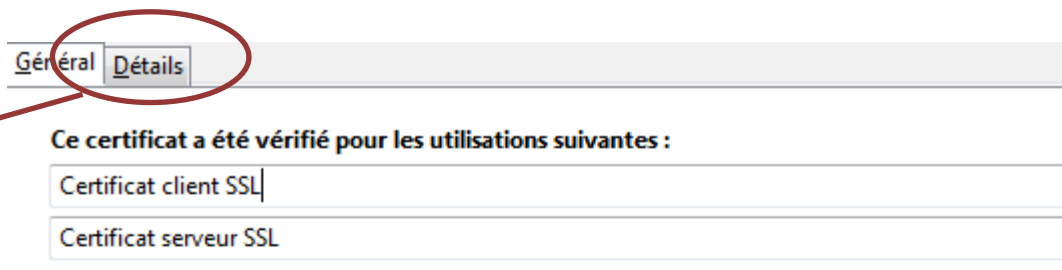 Général Détails
Ce certificat a été vérifié pour les utilisations suivantes :
Certificat client SSL
Certificat serveur SSL